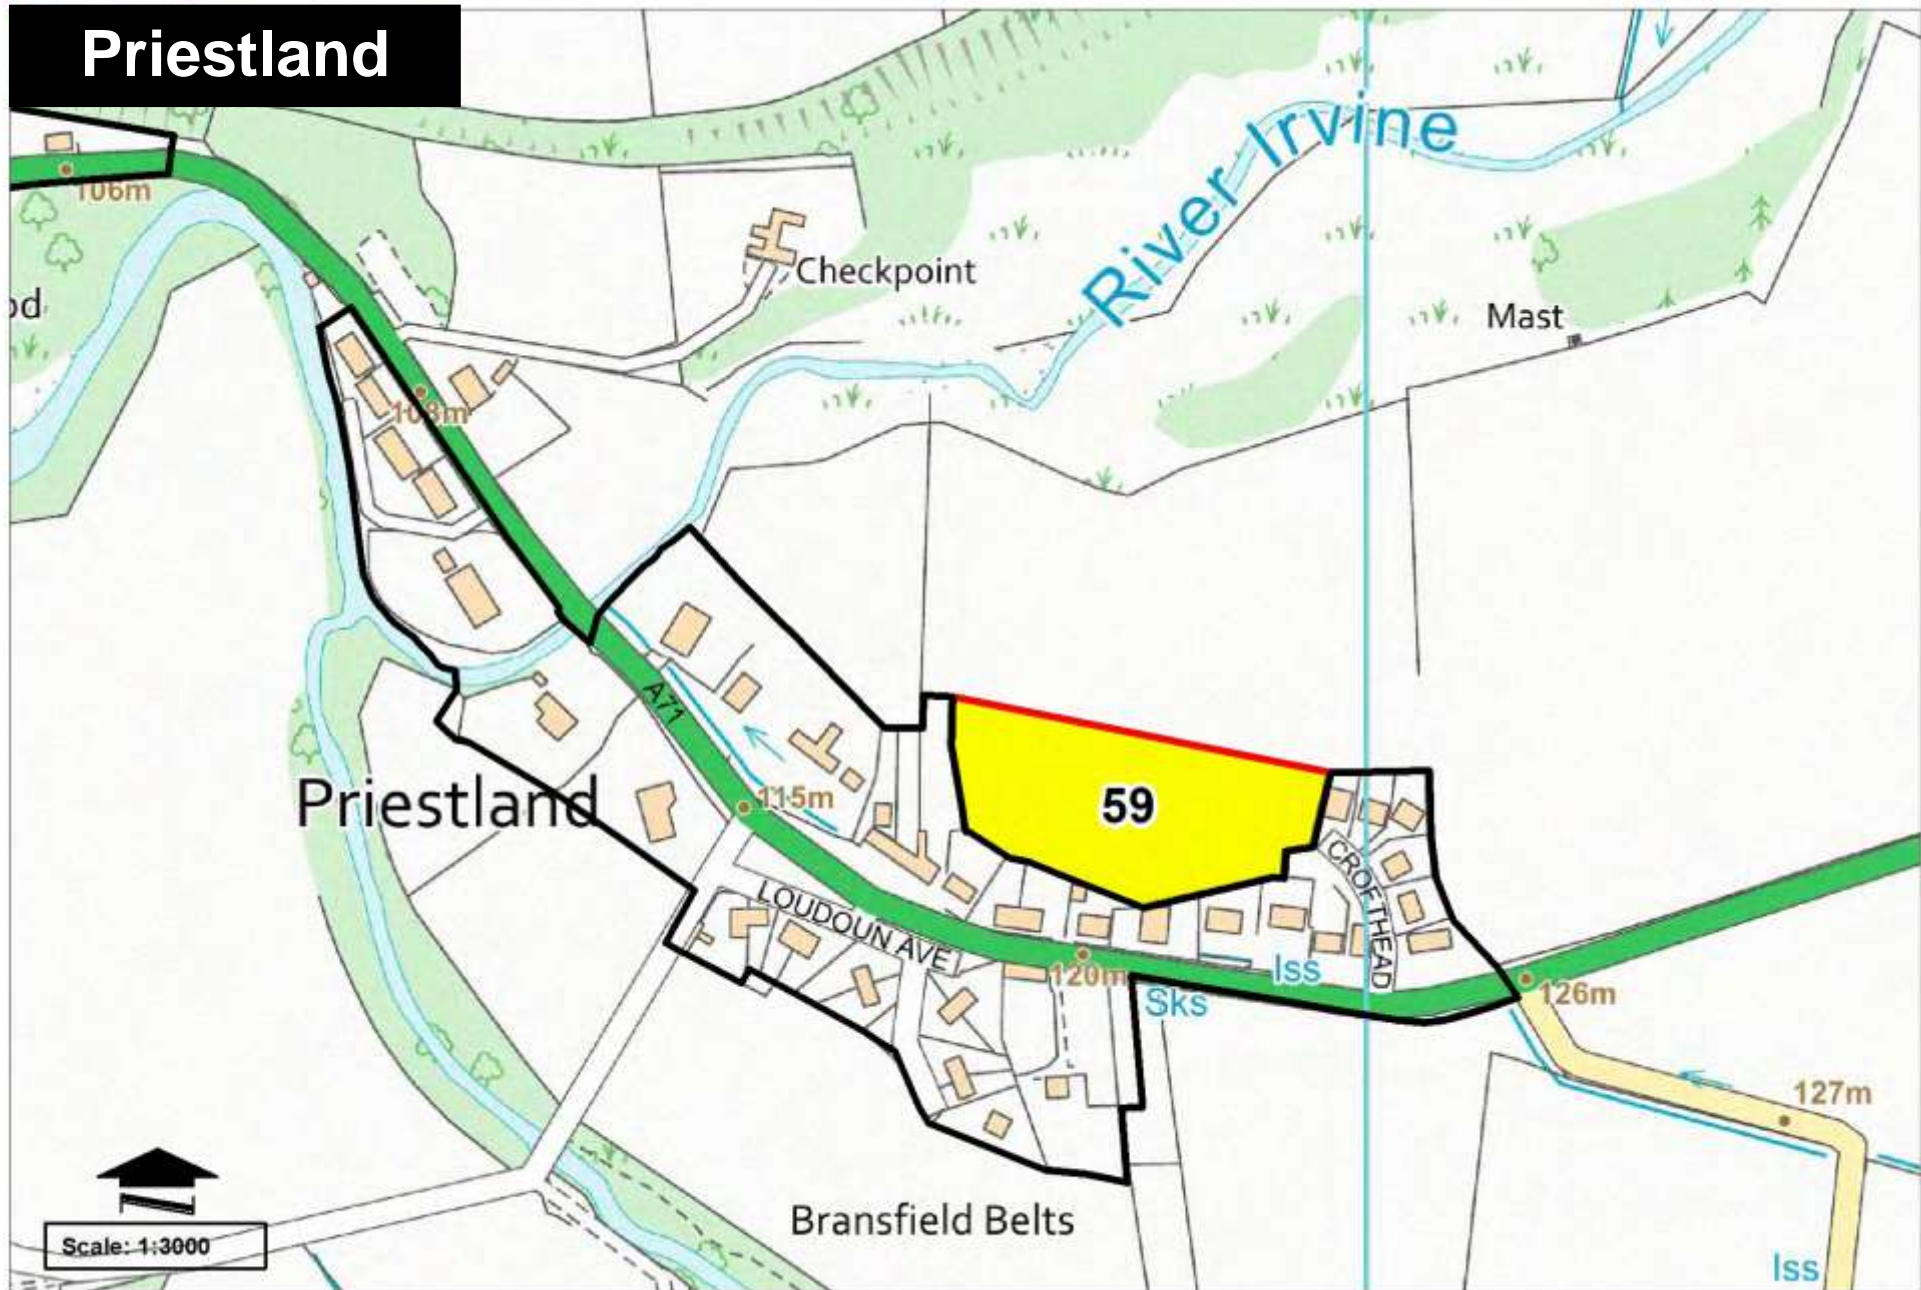 Priestland
106m
River Irvine
Checkpoint
Mast
108m
A71
Priestland
115m
59
CROFTHEAD
LOUDOUN AVE
120m
Iss
Sks
126m
127m
Bransfield Belts
Scale: 1:3000
Iss